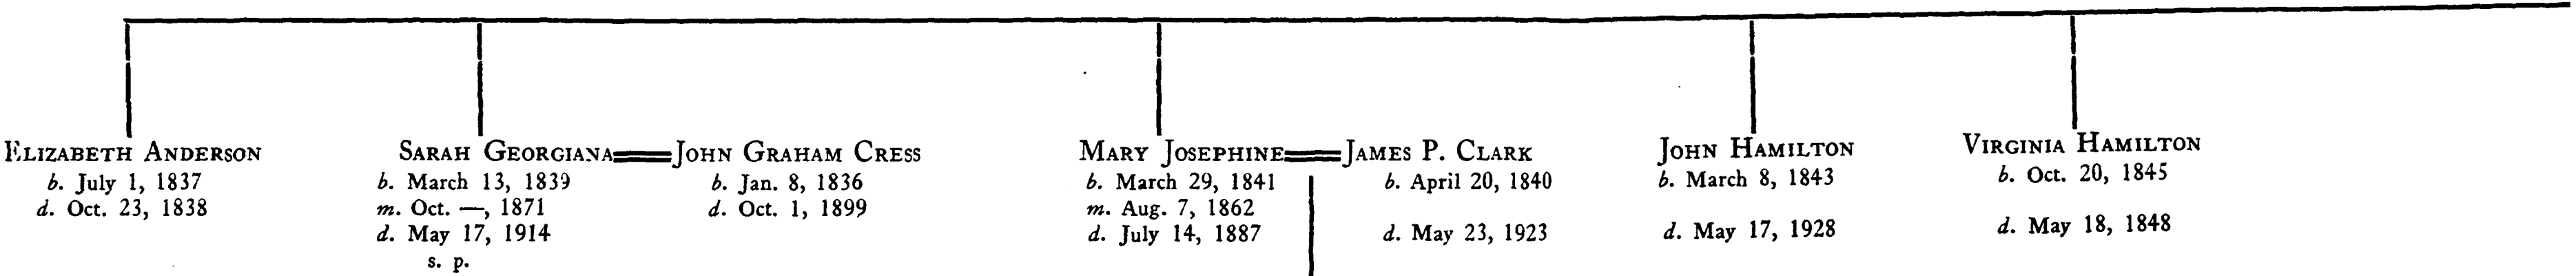 ELIZABETH ANDERSON
b. July 1, 1837
d. Oct. 23, 1838
SARAH GEORGIANA
b. March 13, 1839
m. Oct. —, 1871
d. May 17, 1914
s. p.
JOHN GRAHAM CRESS
b. Jan. 8, 1836
d. Oct. 1, 1899
MARY JOSEPHINE
b. March 29, 1841
m. Aug. 7, 1862
d. July 14, 1887
JAMES P. CLARK
b. April 20, 1840
d. May 23, 1923
JOHN HAMILTON
b. March 8, 1843
d. May 17, 1928
VIRGINIA HAMILTON
b. Oct. 20, 1845
d. May 18, 1848